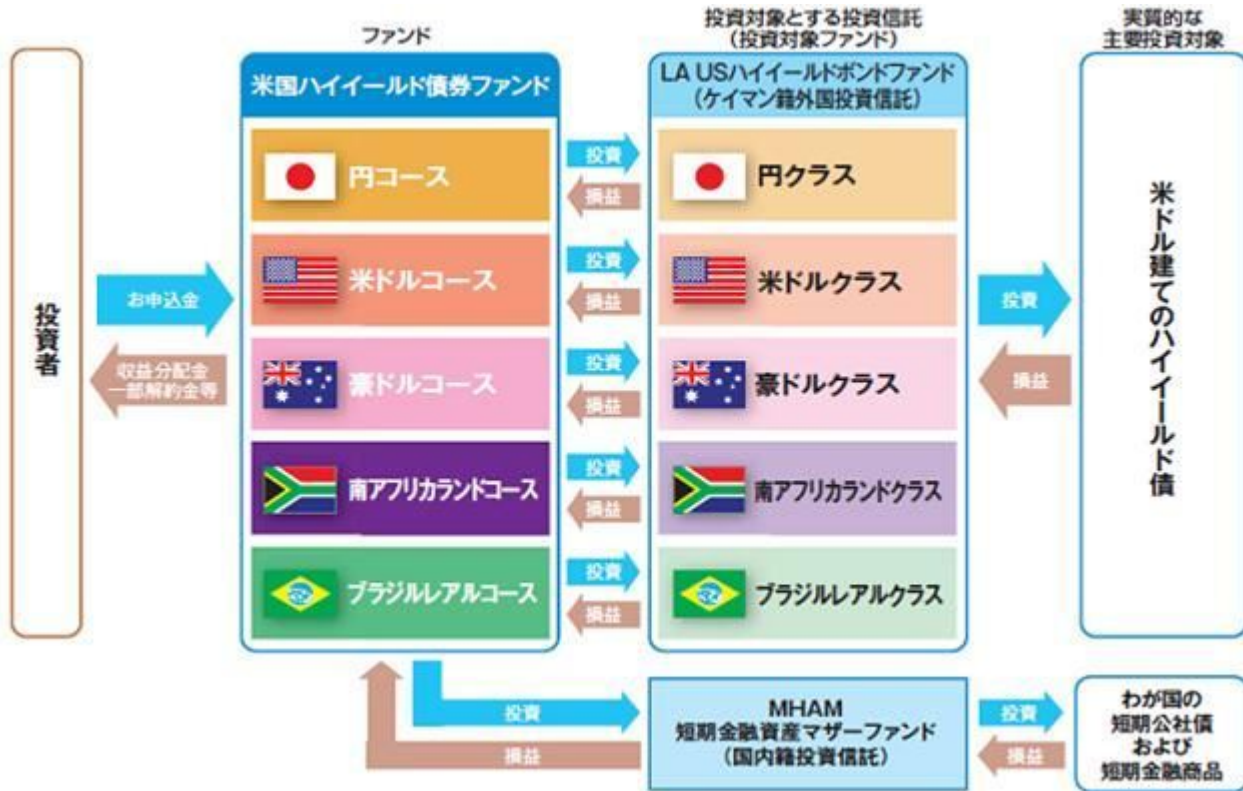 ファンド
投資対象とする投資信託
(投資対象ファンド)
実質的な
主要投資対象
投資者
お申込金
収益分配金
一部解約金等
米国ハイイールド債券ファンド
円コース
米ドルコース
豪ドルコース
南アフリカランドコース
ブラジルレアルコース
投資
損益
投資
損益
投資
損益
投資
損益
投資
損益
LA USハイイールドボンドファンド
(ケイマン籍外国投資信託)
円クラス
米ドルクラス
豪ドルクラス
南アフリカランドクラス
ブラジルレアルクラス
投資
損益
米ドル建てのハイイールド債
投資
損益
MHAM
短期金融資産マザーファンド
(国内籍投資信託)
投資
損益
わが国の
短期公社債
および
短期金融商品